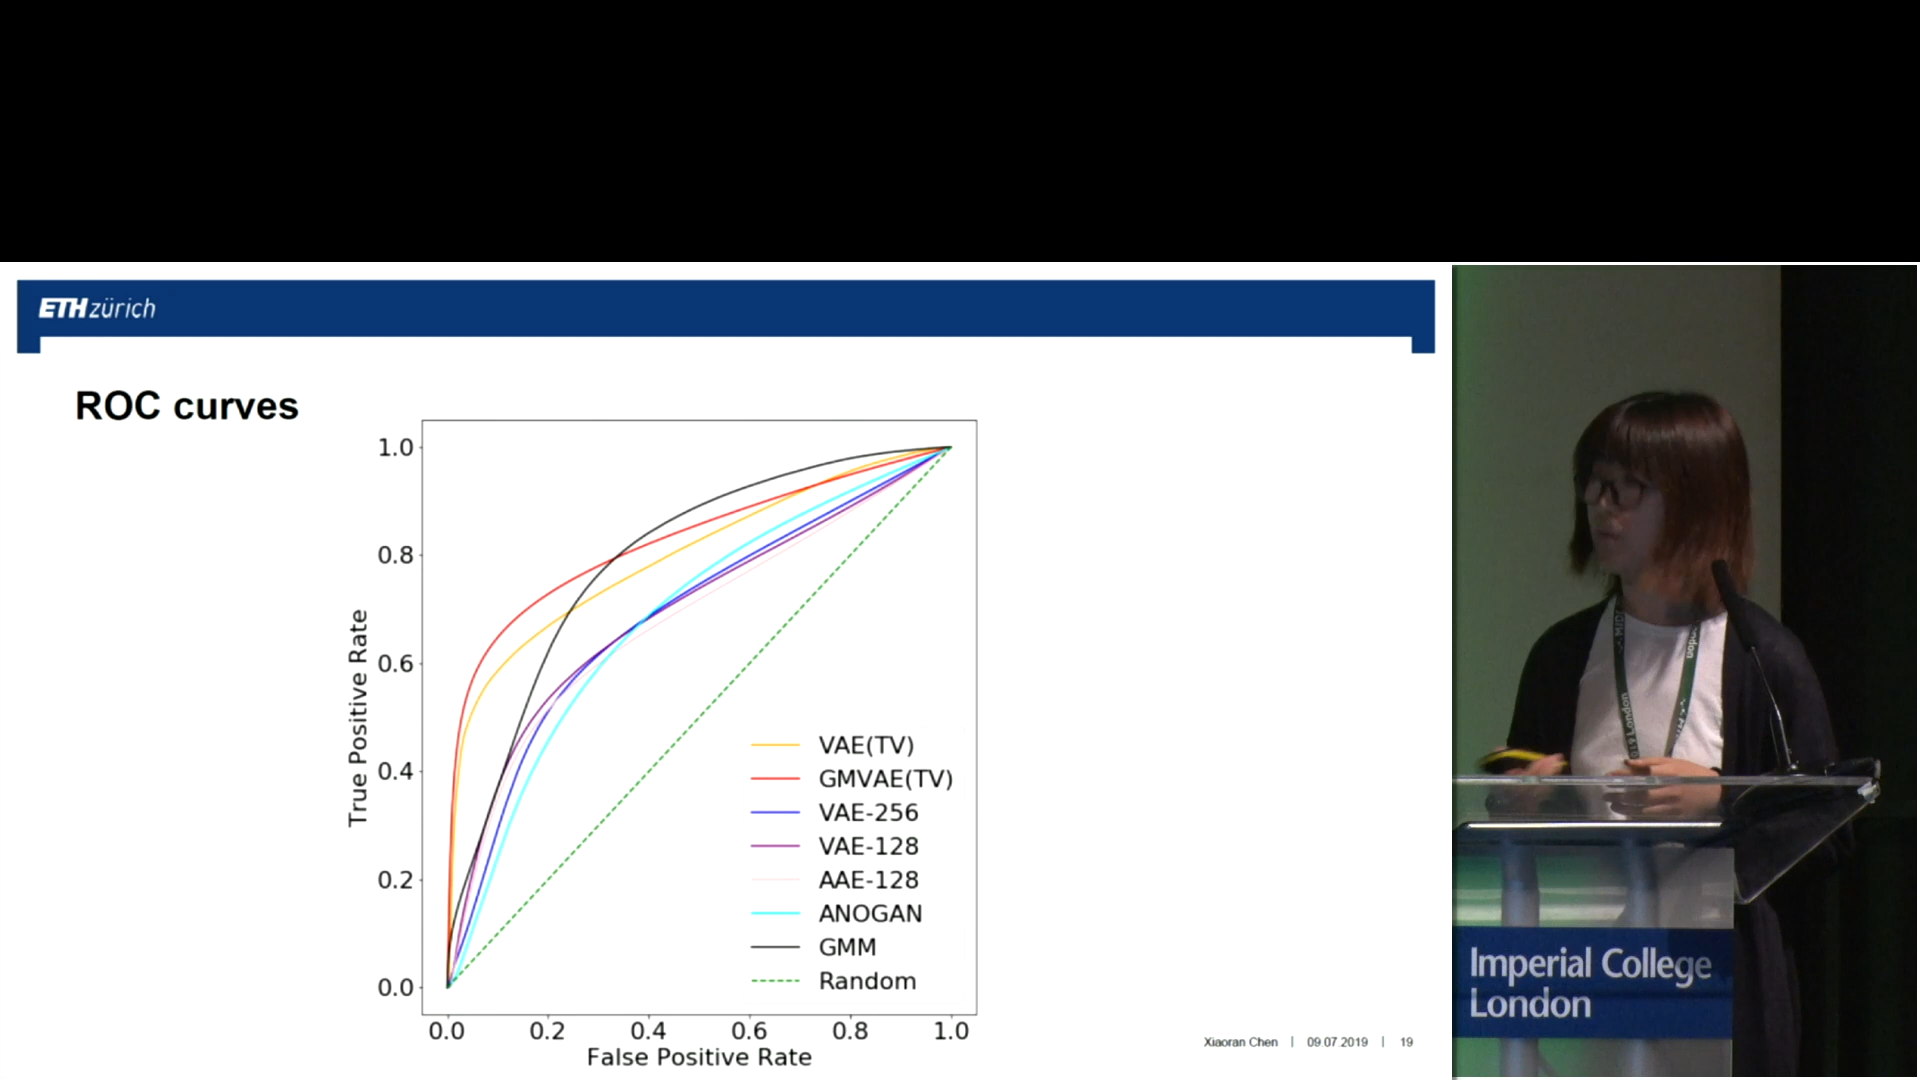 ETH zürich
ROC curves
1.0
0.8
0.6
0.4
0.2
0.0
True Positive Rate
VAE(TV)
GMVAE(TV)
VAE-256
VAE-128
AAE-128
ANOGAN
GMM
Random
0.0 0.2 0.4 0.6 0.8 1.0
False Positive Rate
Xiaoran Chen | 09.07.2019 | 19
London
Imperial College
London